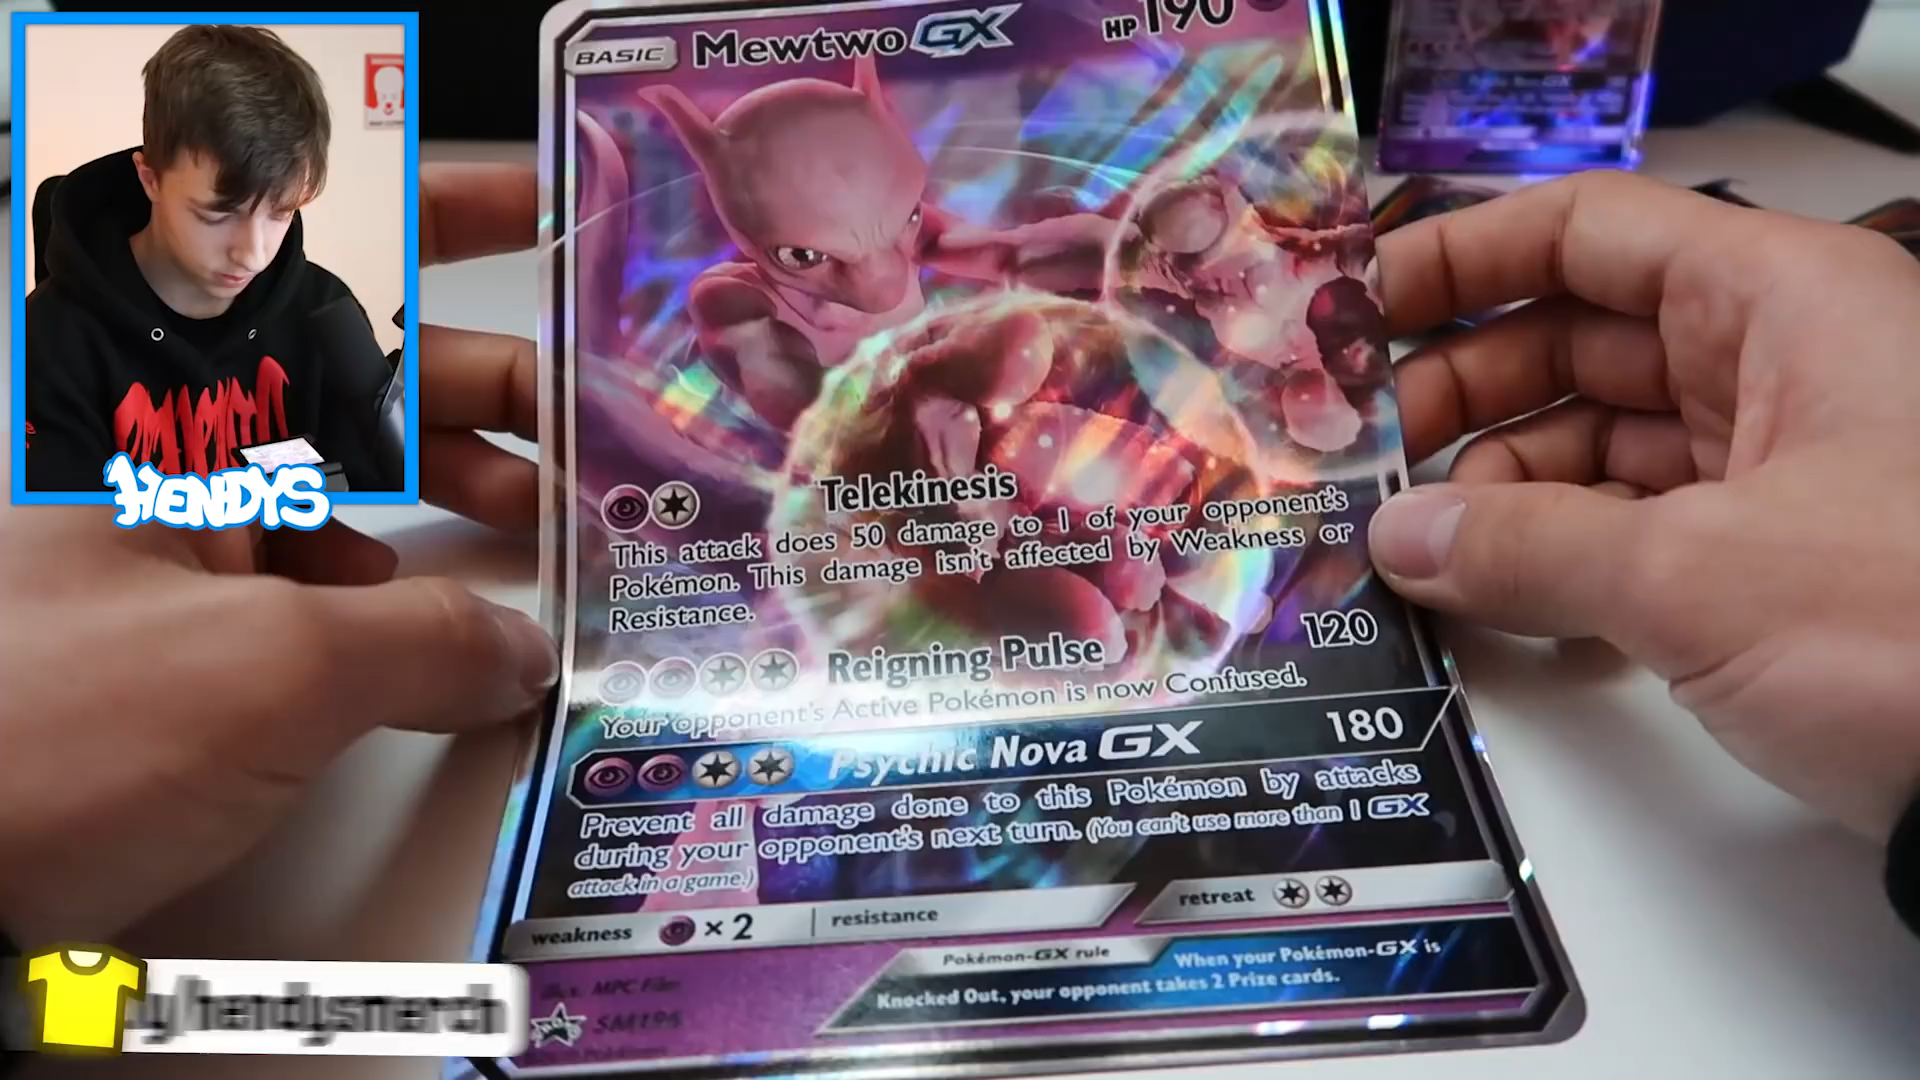 BASIC Mewtwo GX HP 190
HENDYS
Telekinesis
This attack does 50 damage to 1 of your opponent's
Pokémon. This damage isn't affected by Weakness or
Resistance.
Reigning Pulse 120
Your opponent's Active Pokémon is now Confused.
Psychic Nova GX 180
Prevent all damage done to this Pokémon by attacks
during your opponent's next turn. (You can't use more than 1 GX
attack in a game.)
weakness ×2 resistance retreat
Pokémon-GX rule When your Pokémon-GX is
Knocked Out, your opponent takes 2 Prize cards.
illus. MPC Film
SM196
y/hendysmerch